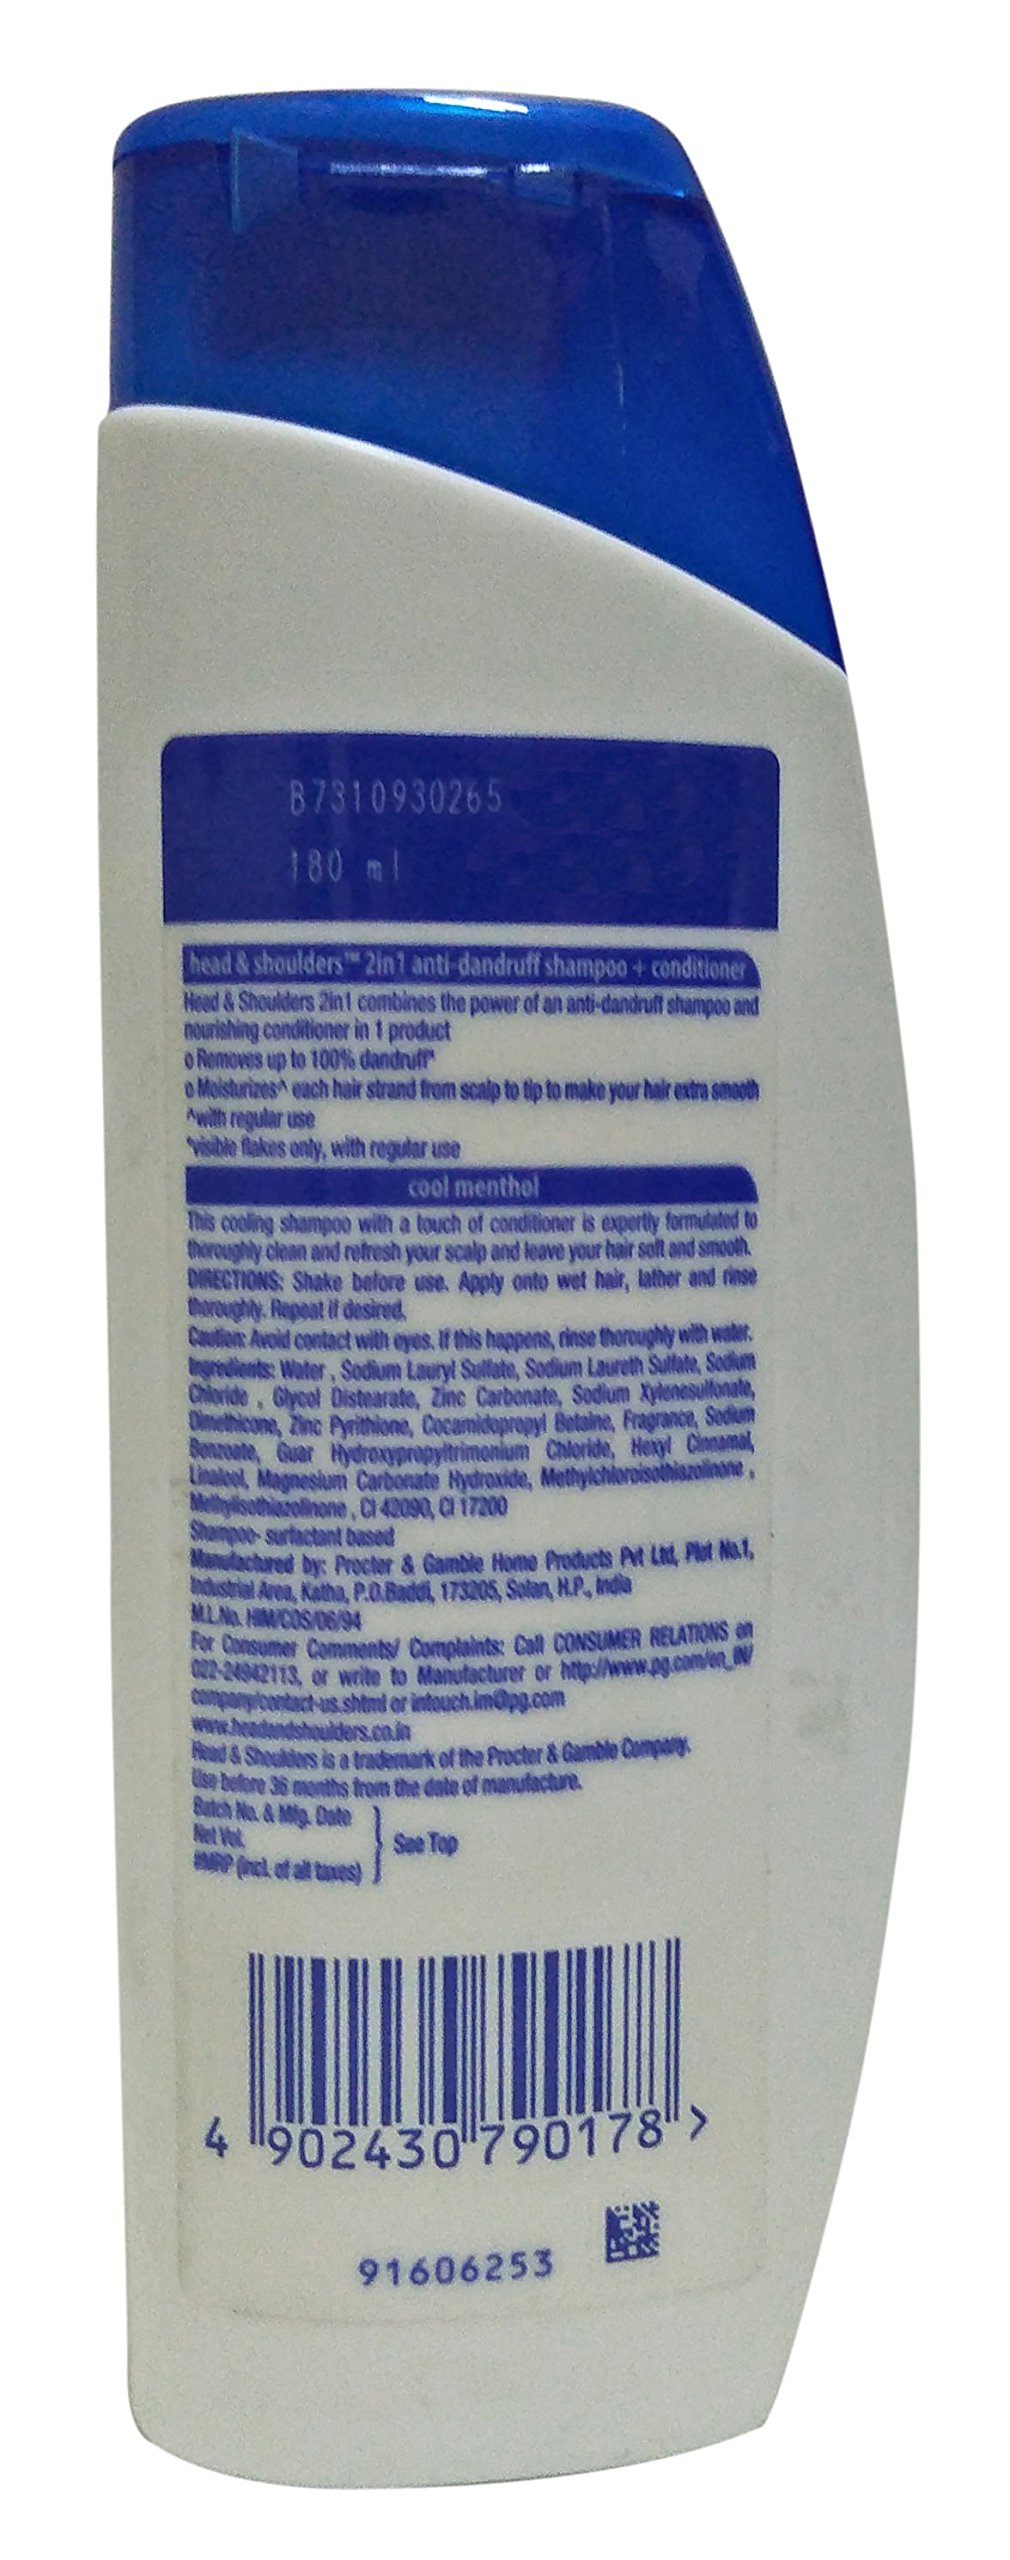 B7310930265
180 ml
head & shoulders™ 2in1 anti-dandruff shampoo + conditioner
Head & Shoulders 2in1 combines the power of an anti-dandruff shampoo and
nourishing conditioner in 1 product
o Removes up to 100% dandruff*
o Moisturizes^ each hair strand from scalp to tip to make your hair extra smooth
^with regular use
*visible flakes only, with regular use
cool menthol
This cooling shampoo with a touch of conditioner is expertly formulated to
thoroughly clean and refresh your scalp and leave your hair soft and smooth.
DIRECTIONS: Shake before use. Apply onto wet hair, lather and rinse
thoroughly. Repeat if desired.
Caution: Avoid contact with eyes. If this happens, rinse thoroughly with water.
Ingredients: Water , Sodium Lauryl Sulfate, Sodium Laureth Sulfate, Sodium
Chloride , Glycol Distearate, Zinc Carbonate, Sodium Xylenesulfonate,
Dimethicone, Zinc Pyrithione, Cocamidopropyl Betaine, Fragrance, Sodium
Benzoate, Guar Hydroxypropyltrimonium Chloride, Hexyl Cinnamal,
Linalool, Magnesium Carbonate Hydroxide, Methylchloroisothiazolinone ,
Methylisothiazolinone , CI 42090, CI 17200
Shampoo- surfactant based
Manufactured by: Procter & Gamble Home Products Pvt Ltd, Plot No.1,
Industrial Area, Katha, P.O.Baddi, 173205, Solan, H.P., India
M.L.No. HIM/COS/06/94
For Consumer Comments/ Complaints: Call CONSUMER RELATIONS on
022-24942113, or write to Manufacturer or http://www.pg.com/en_IN/
company/contact-us.shtml or intouch.im@pg.com
www.headandshoulders.co.in
Head & Shoulders is a trademark of the Procter & Gamble Company.
Use before 36 months from the date of manufacture.
Batch No. & Mfg. Date
Net Vol.
#MRP (incl. of all taxes)
See Top
4 902430 790178 >
91606253